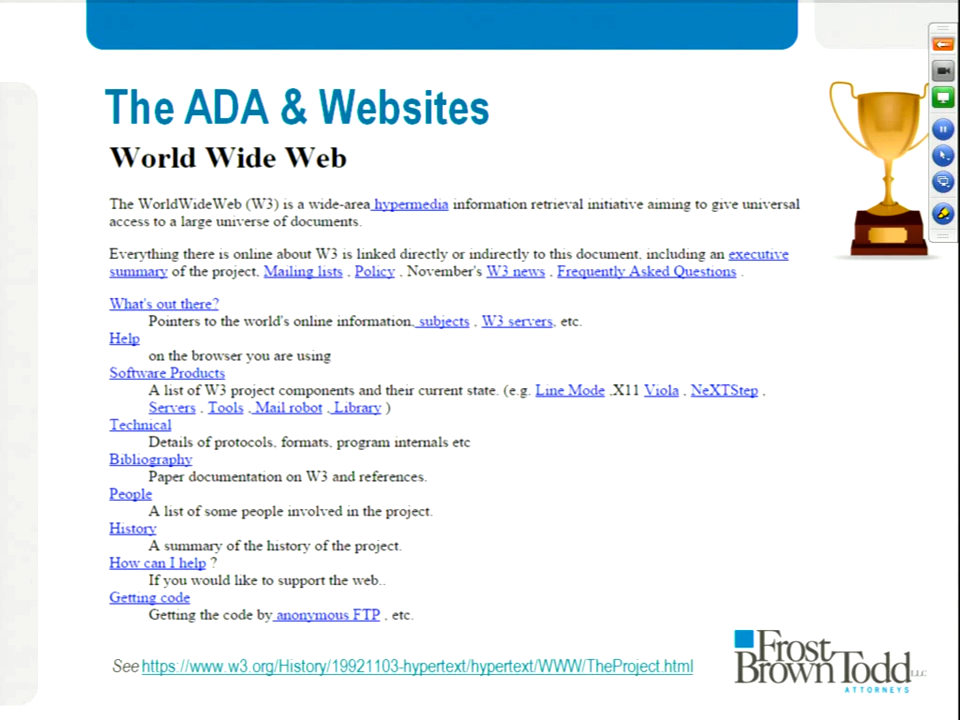 The ADA & Websites
World Wide Web
The WorldWideWeb (W3) is a wide-area hypermedia information retrieval initiative aiming to give universal
access to a large universe of documents.
Everything there is online about W3 is linked directly or indirectly to this document, including an executive
summary of the project, Mailing lists , Policy , November's W3 news , Frequently Asked Questions .
What's out there?
Pointers to the world's online information, subjects , W3 servers, etc.
Help
on the browser you are using
Software Products
A list of W3 project components and their current state. (e.g. Line Mode ,X11 Viola , NeXTStep ,
Servers , Tools , Mail robot , Library )
Technical
Details of protocols, formats, program internals etc
Bibliography
Paper documentation on W3 and references.
People
A list of some people involved in the project.
History
A summary of the history of the project.
How can I help ?
If you would like to support the web..
Getting code
Getting the code by anonymous FTP , etc.
See https://www.w3.org/History/19921103-hypertext/hypertext/WWW/TheProject.html
Frost
Brown Todd LLC
ATTORNEYS